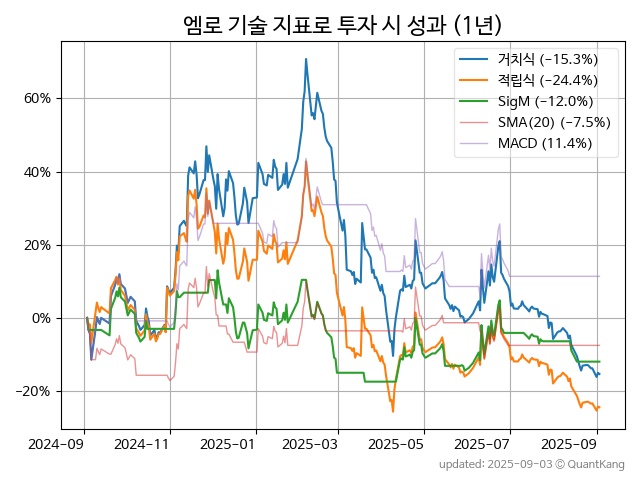 엠로 기술 지표로 투자 시 성과 (1년)
거치식 (−15.3%)
적립식 (−24.4%)
SigM (−12.0%)
SMA(20) (−7.5%)
MACD (11.4%)
60%
40%
20%
0%
−20%
2024-09
2024-11
2025-01
2025-03
2025-05
2025-07
2025-09
updated: 2025-09-03 © QuantKang